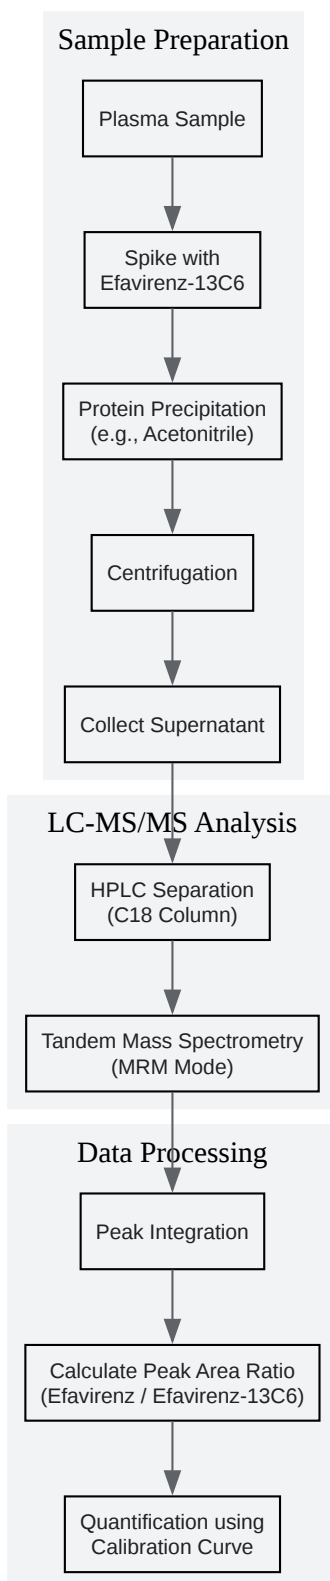 Sample Preparation
Plasma Sample
Spike with
Efavirenz-13C6
Protein Precipitation
(e.g., Acetonitrile)
Centrifugation
Collect Supernatant
LC-MS/MS Analysis
HPLC Separation
(C18 Column)
Tandem Mass Spectrometry
(MRM Mode)
Data Processing
Peak Integration
Calculate Peak Area Ratio
(Efavirenz / Efavirenz-13C6)
Quantification using
Calibration Curve